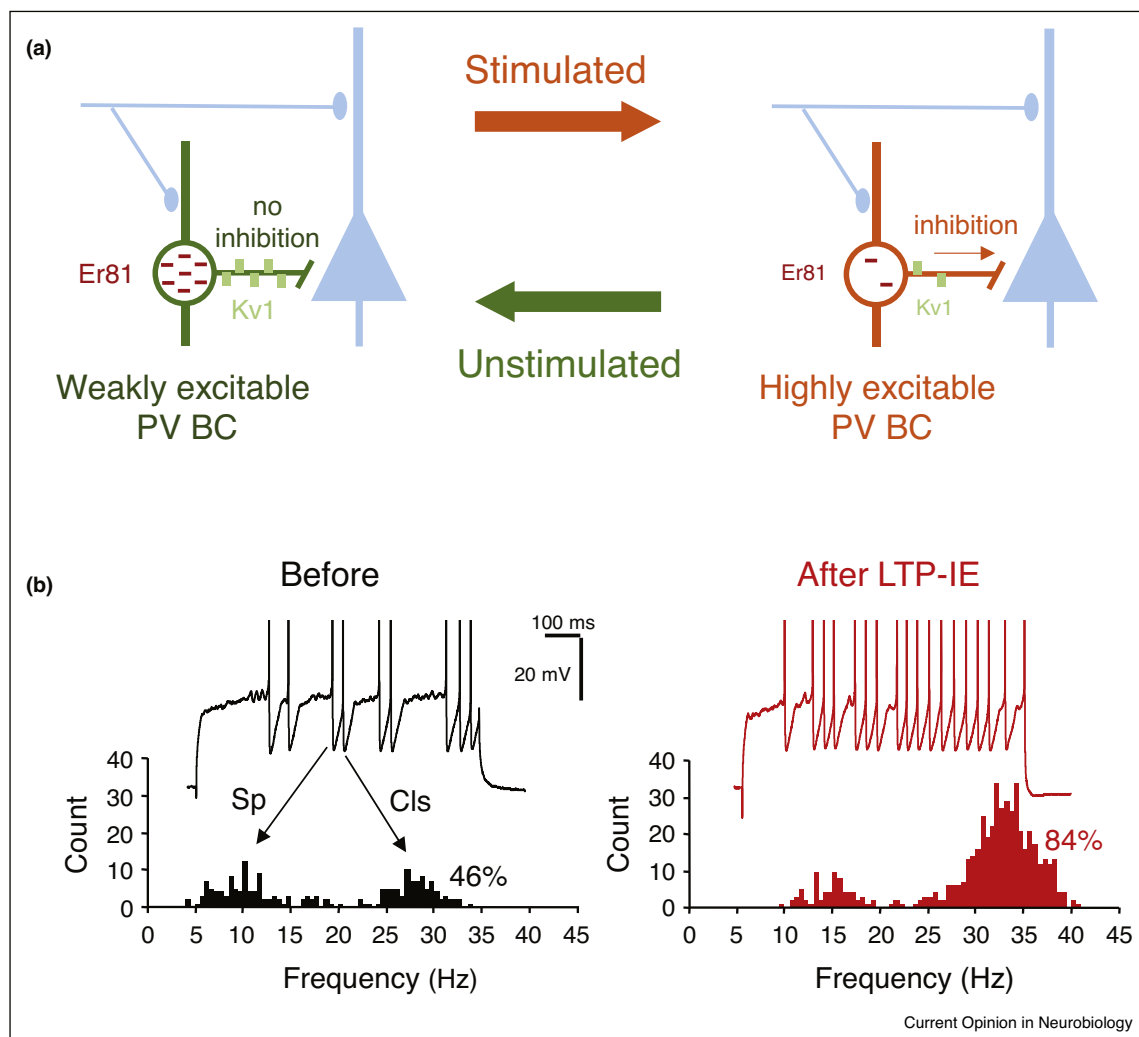 (a)
Stimulated
no
inhibition
Er81
Kv1
Weakly excitable
PV BC
Unstimulated
inhibition
Er81
Kv1
Highly excitable
PV BC
(b)
Before
100 ms
20 mV
Sp
Cls
46%
Count
40
30
20
10
0
0 5 10 15 20 25 30 35 40 45
Frequency (Hz)
After LTP-IE
84%
Count
40
30
20
10
0
0 5 10 15 20 25 30 35 40 45
Frequency (Hz)
Current Opinion in Neurobiology